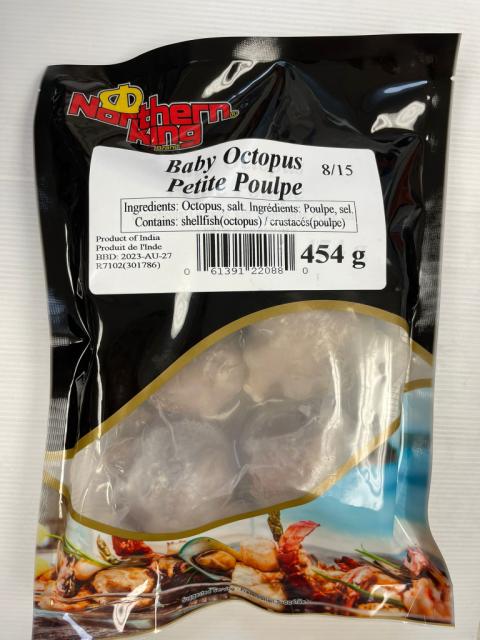 Northern
King
Baby Octopus 8/15
Petite Poulpe
Ingredients: Octopus, salt. Ingrédients: Poulpe, sel.
Contains: shellfish(octopus) / crustacés(poulpe)
Product of India
Produit de l'Inde
BBD: 2023-AU-27
R7102(301786)
0 61391 22088 0
454 g